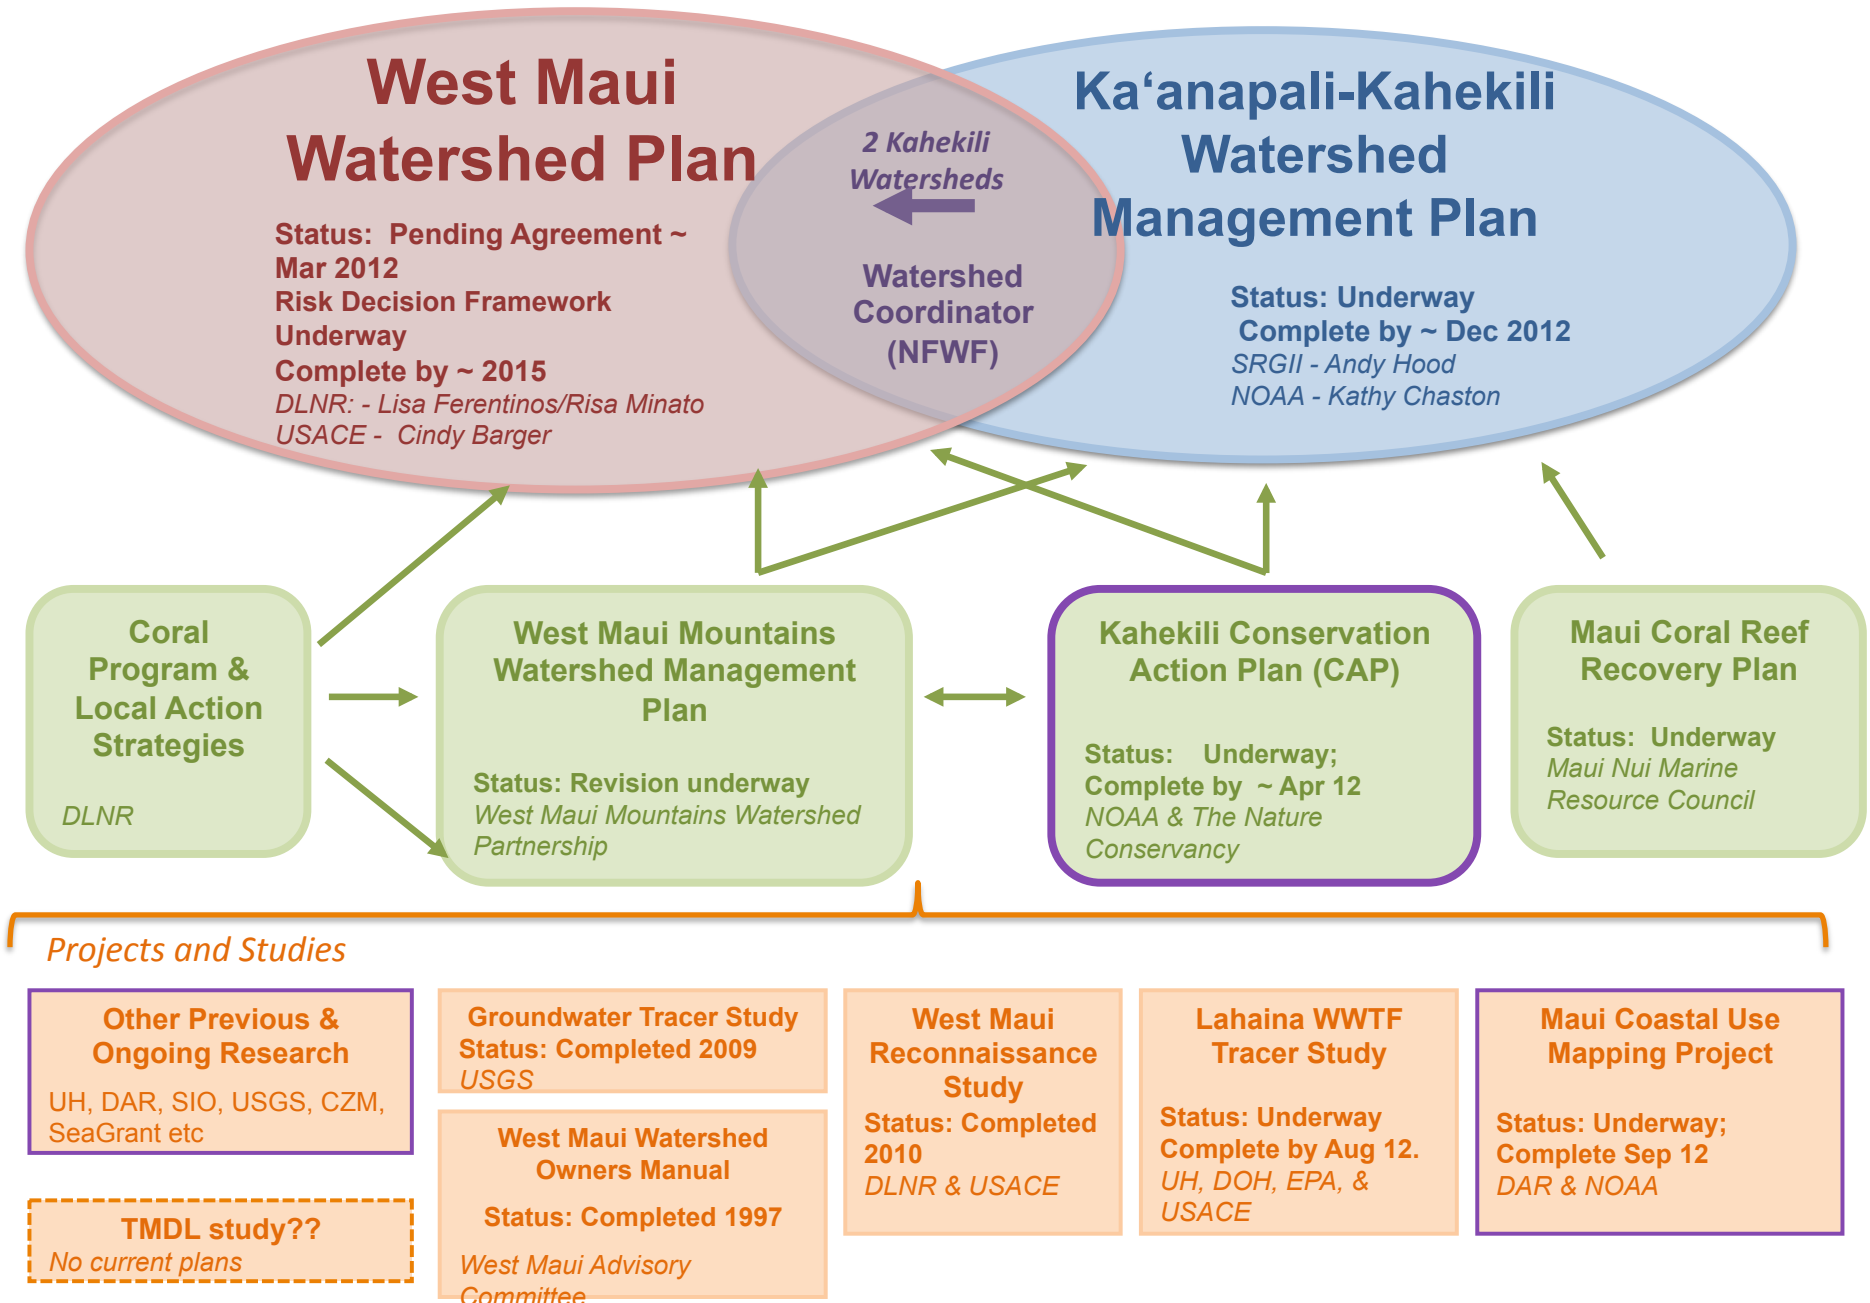 West Maui
Watershed Plan
Status:  Pending Agreement ~
Mar 2012
Risk Decision Framework
Underway
Complete by ~ 2015
DLNR: - Lisa Ferentinos/Risa Minato
USACE -  Cindy Barger
2 Kahekili
Watersheds
Watershed
Coordinator
(NFWF)
Ka‘anapali-Kahekili
Watershed
Management Plan
Status: Underway
Complete by ~ Dec 2012
SRGII - Andy Hood
NOAA - Kathy Chaston
Coral
Program &
Local Action
Strategies
DLNR
West Maui Mountains
Watershed Management
Plan
Status: Revision underway
West Maui Mountains Watershed
Partnership
Kahekili Conservation
Action Plan (CAP)
Status:    Underway;
Complete by  ~ Apr 12
NOAA & The Nature
Conservancy
Maui Coral Reef
Recovery Plan
Status:  Underway
Maui Nui Marine
Resource Council
Projects and Studies
Other Previous &
Ongoing Research
UH, DAR, SIO, USGS, CZM,
SeaGrant etc
TMDL study??
No current plans
Groundwater Tracer Study
Status: Completed 2009
USGS
West Maui Watershed
Owners Manual
Status: Completed 1997
West Maui Advisory
Committee
West Maui
Reconnaissance
Study
Status: Completed
2010
DLNR & USACE
Lahaina WWTF
Tracer Study
Status: Underway
Complete by Aug 12.
UH, DOH, EPA, &
USACE
Maui Coastal Use
Mapping Project
Status: Underway;
Complete Sep 12
DAR & NOAA